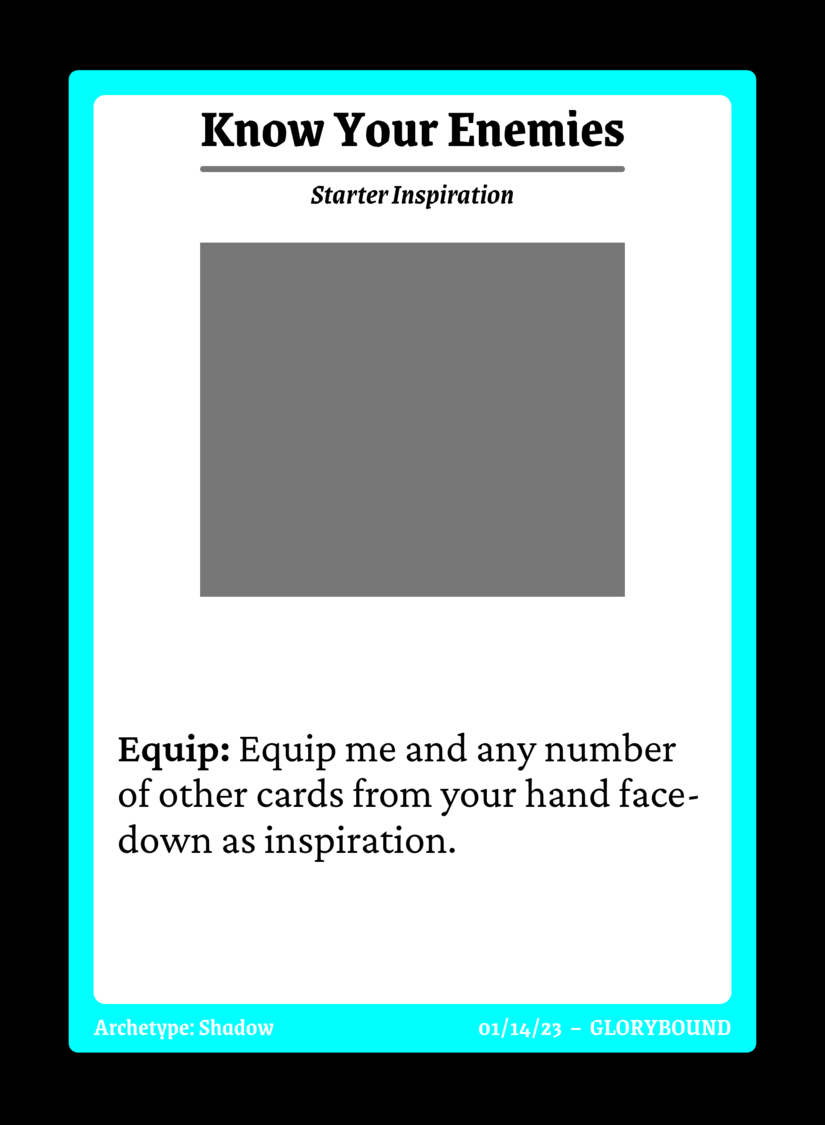 Know Your Enemies
Starter Inspiration
Equip: Equip me and any number
of other cards from your hand face-
down as inspiration.
Archetype: Shadow
01/14/23 – GLORYBOUND